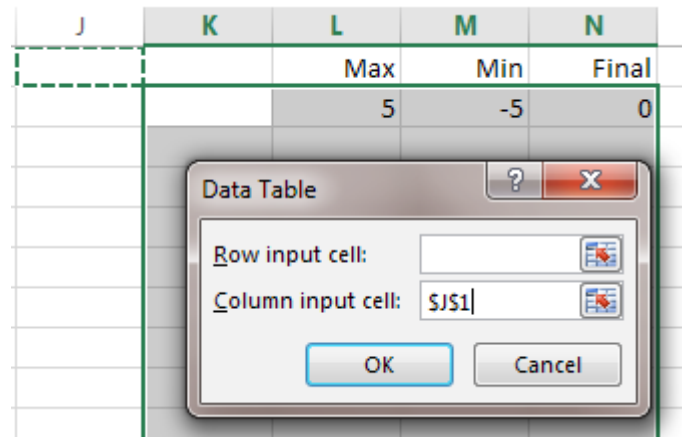 J K L M N
Max Min Final
5 -5 0
Data Table ? X
Row input cell:
Column input cell: $J$1
OK Cancel